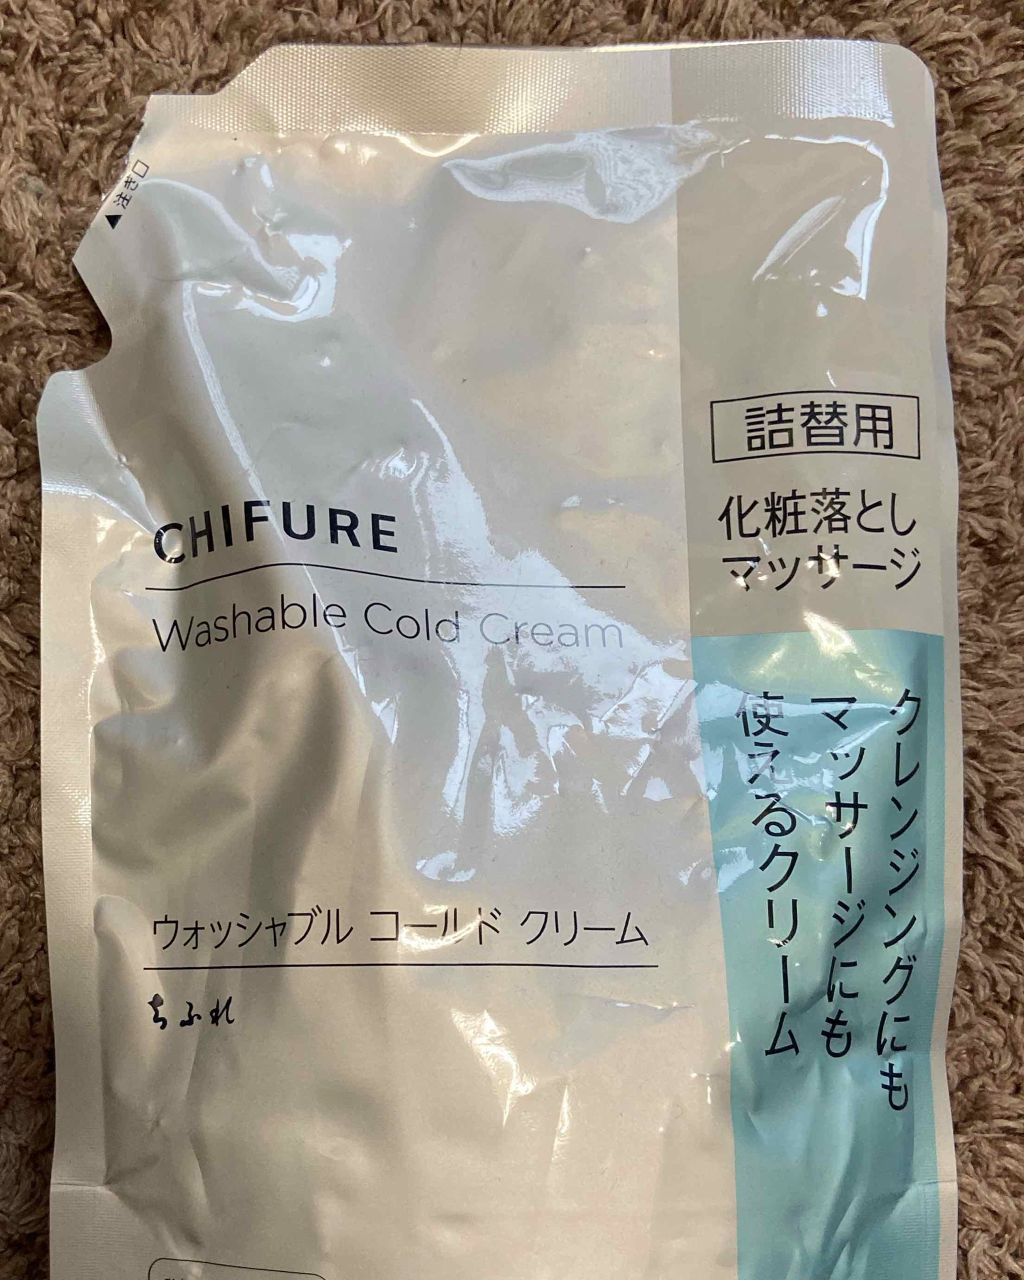 ▲注ぎ口
CHIFURE
Washable Cold Cream
ウォッシャブル コールド クリーム
ちふれ
詰替用
化粧落とし
マッサージ
クレンジングにも
マッサージにも
使えるクリーム